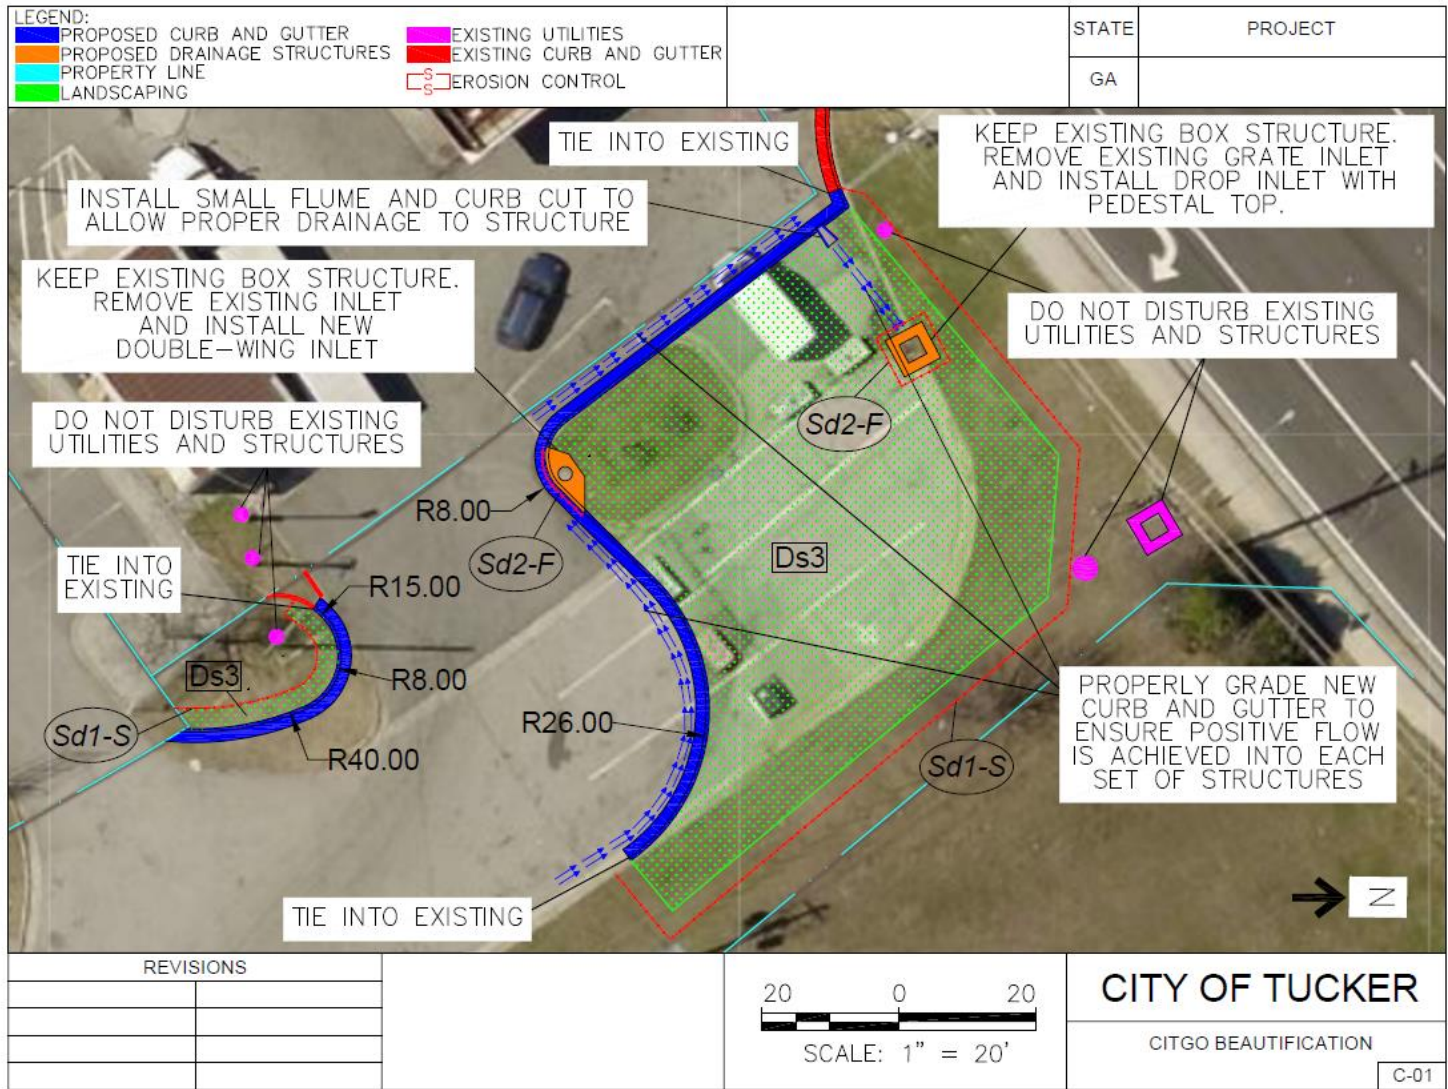 LEGEND:
PROPOSED CURB AND GUTTER
PROPOSED DRAINAGE STRUCTURES
PROPERTY LINE
LANDSCAPING
EXISTING UTILITIES
EXISTING CURB AND GUTTER
S
S
EROSION CONTROL
STATE
PROJECT
GA
TIE INTO EXISTING
KEEP EXISTING BOX STRUCTURE.
REMOVE EXISTING GRATE INLET
AND INSTALL DROP INLET WITH
PEDESTAL TOP.
INSTALL SMALL FLUME AND CURB CUT TO
ALLOW PROPER DRAINAGE TO STRUCTURE
KEEP EXISTING BOX STRUCTURE.
REMOVE EXISTING INLET
AND INSTALL NEW
DOUBLE-WING INLET
DO NOT DISTURB EXISTING
UTILITIES AND STRUCTURES
DO NOT DISTURB EXISTING
UTILITIES AND STRUCTURES
Sd2-F
R8.00
Sd2-F
Ds3
TIE INTO
EXISTING
R15.00
Ds3
R8.00
Sd1-S
R40.00
R26.00
Sd1-S
PROPERLY GRADE NEW
CURB AND GUTTER TO
ENSURE POSITIVE FLOW
IS ACHIEVED INTO EACH
SET OF STRUCTURES
TIE INTO EXISTING
N
REVISIONS
20 0 20
SCALE: 1" = 20'
CITY OF TUCKER
CITGO BEAUTIFICATION
C-01